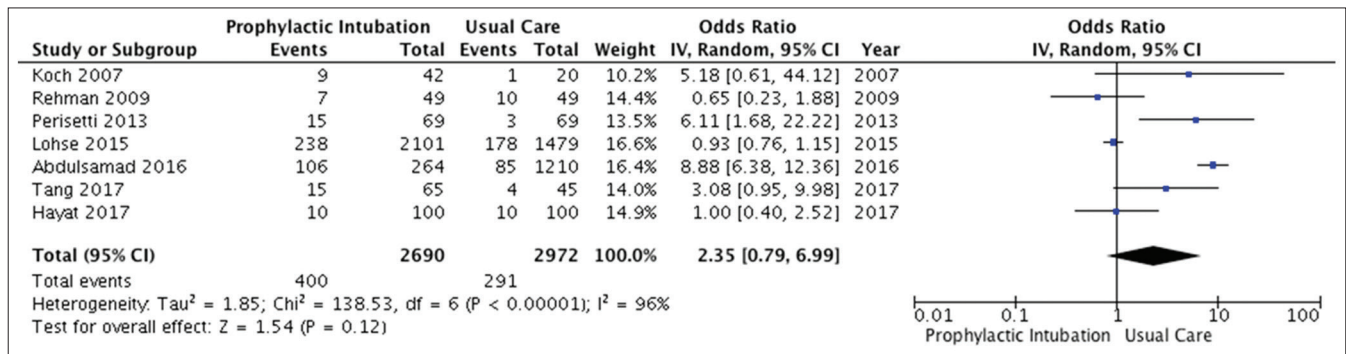 Prophylactic Intubation Usual Care Odds Ratio Odds Ratio
Study or Subgroup Events Total Events Total Weight IV, Random, 95% CI Year IV, Random, 95% CI
Koch 2007 9 42 1 20 10.2% 5.18 [0.61, 44.12] 2007
Rehman 2009 7 49 10 49 14.4% 0.65 [0.23, 1.88] 2009
Perisetti 2013 15 69 3 69 13.5% 6.11 [1.68, 22.22] 2013
Lohse 2015 238 2101 178 1479 16.6% 0.93 [0.76, 1.15] 2015
Abdulsamad 2016 106 264 85 1210 16.4% 8.88 [6.38, 12.36] 2016
Tang 2017 15 65 4 45 14.0% 3.08 [0.95, 9.98] 2017
Hayat 2017 10 100 10 100 14.9% 1.00 [0.40, 2.52] 2017
Total (95% CI) 2690 2972 100.0% 2.35 [0.79, 6.99]
Total events 400 291
Heterogeneity: Tau² = 1.85; Chi² = 138.53, df = 6 (P < 0.00001); I² = 96%
Test for overall effect: Z = 1.54 (P = 0.12)
0.01 0.1 1 10 100
Prophylactic Intubation Usual Care